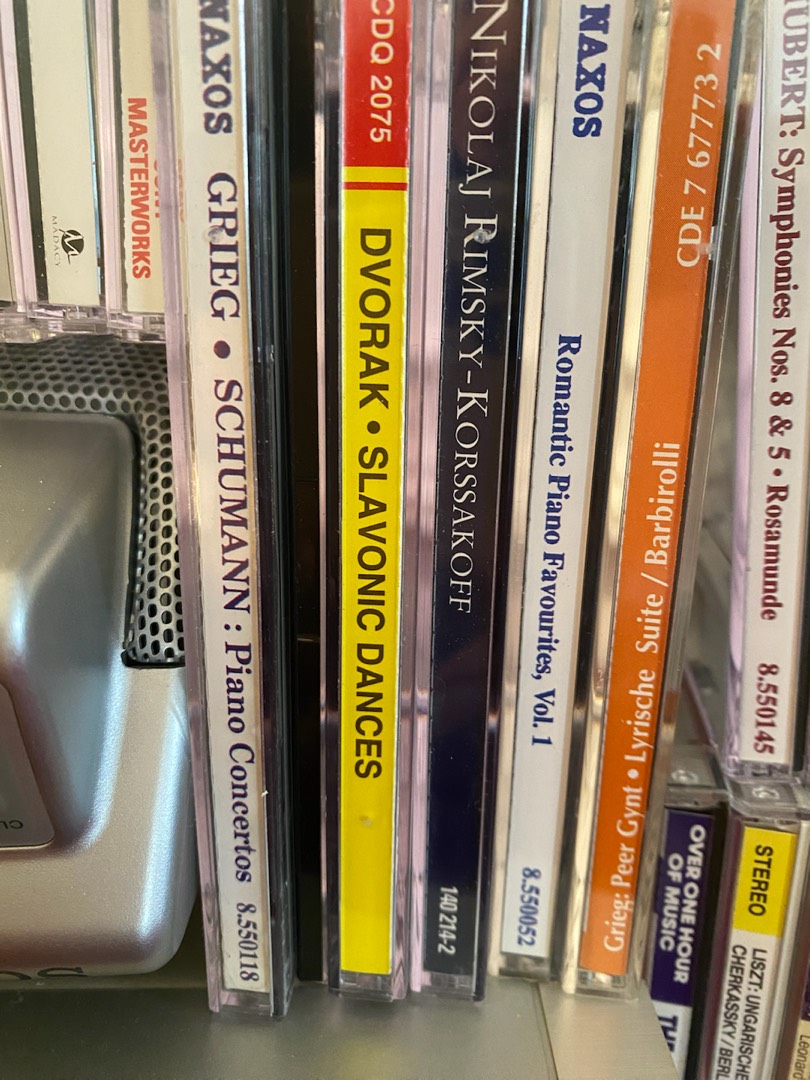 MADACY
MASTERWORKS
NAXOS GRIEG • SCHUMANN : Piano Concertos 8.550118
CDQ 2075 DVORAK • SLAVONIC DANCES
NIKOLAJ RIMSKY-KORSSAKOFF 140 214-2
NAXOS Romantic Piano Favourites, Vol. 1 8.550052
Grieg: Peer Gynt • Lyrische Suite / Barbirolli CDE 7 67773 2
UBERT: Symphonies Nos. 8 & 5 • Rosamunde 8.550145
OVER ONE HOUR
OF MUSIC
STEREO
LISZT: UNGARISCHE
CHERKASSKY / BERL